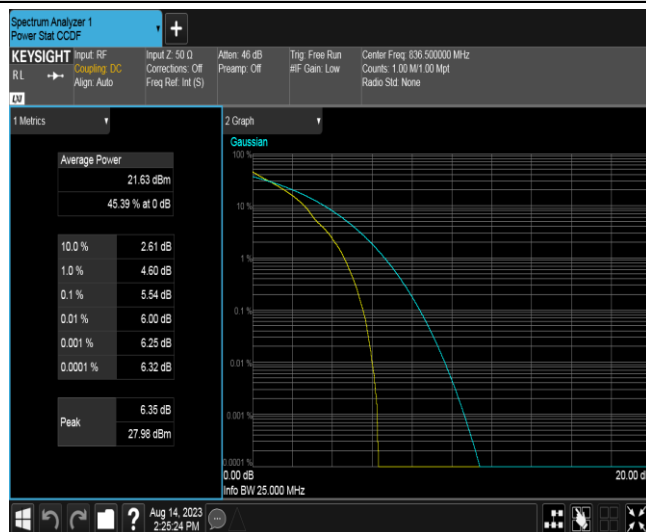 Spectrum Analyzer 1
Power Stat CCDF
+
KEYSIGHT
RL
LXI
Input: RF
Coupling: DC
Align: Auto
Input Z: 50 Ω
Corrections: Off
Freq Ref: Int (S)
Atten: 46 dB
Preamp: Off
Trig: Free Run
#IF Gain: Low
Center Freq: 836.500000 MHz
Counts: 1.00 M/1.00 Mpt
Radio Std: None
1 Metrics
Average Power
21.63 dBm
45.39 % at 0 dB
10.0 % 2.61 dB
1.0 % 4.60 dB
0.1 % 5.54 dB
0.01 % 6.00 dB
0.001 % 6.25 dB
0.0001 % 6.32 dB
Peak
6.35 dB
27.98 dBm
2 Graph
Gaussian
100 %
10 %
1 %
0.1 %
0.01 %
0.001 %
0.0001 %
0.00 dB
20.00 d
Info BW 25.000 MHz
?
Aug 14, 2023
2:25:24 PM